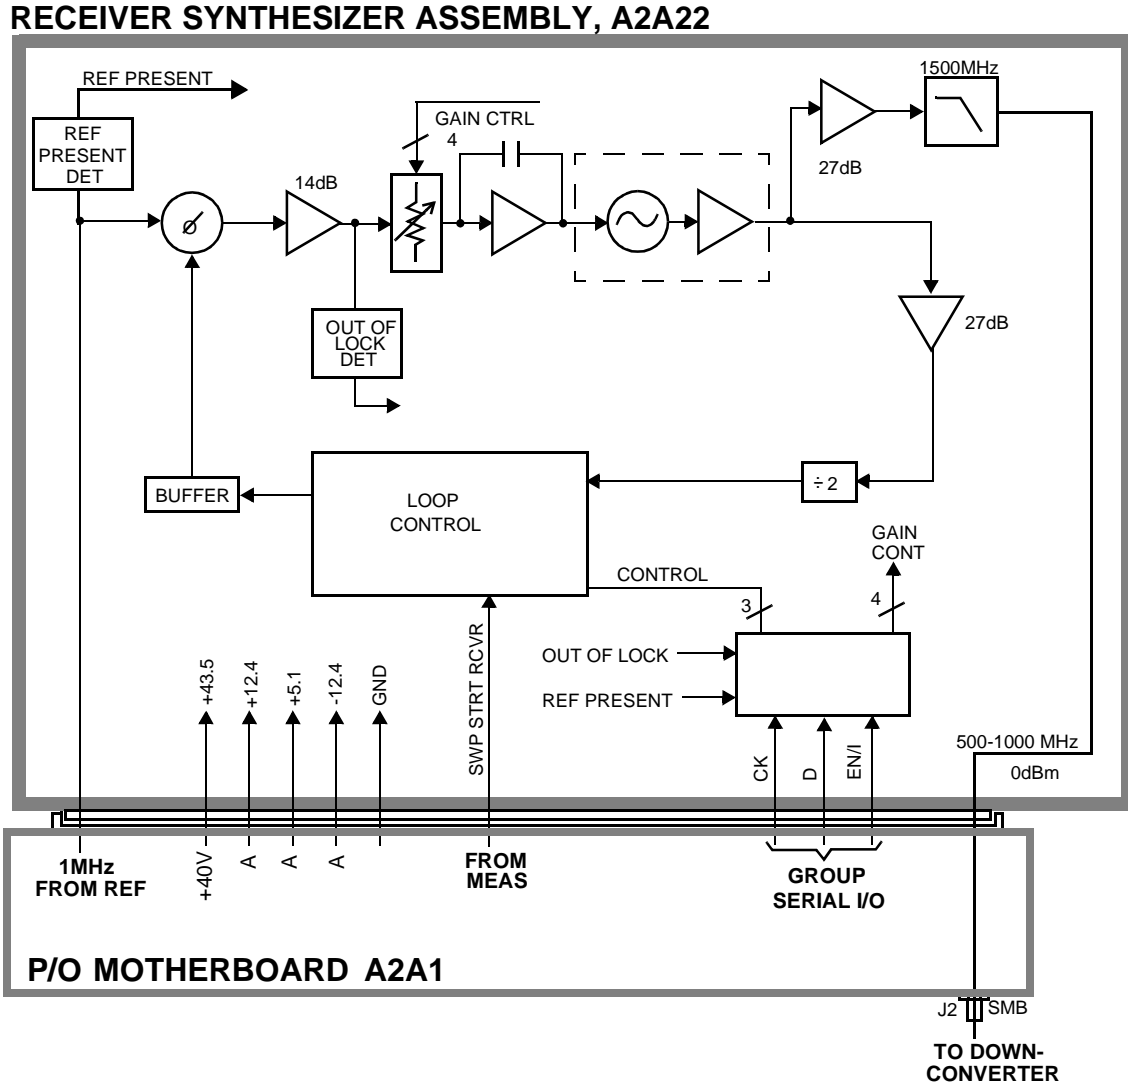 RECEIVER SYNTHESIZER ASSEMBLY, A2A22
REF PRESENT
1500MHz
REF
PRESENT
DET
GAIN CTRL
4
27dB
14dB
27dB
OUT OF
LOCK
DET
BUFFER
LOOP
CONTROL
÷2
GAIN
CONT
CONTROL
3
4
OUT OF LOCK
REF PRESENT
+43.5
+12.4
+5.1
-12.4
GND
SWP STRT RCVR
CK
D
EN/I
500-1000 MHz
0dBm
1MHz
FROM REF
+40V
A
A
A
FROM
MEAS
GROUP
SERIAL I/O
P/O MOTHERBOARD A2A1
J2
SMB
TO DOWN-
CONVERTER